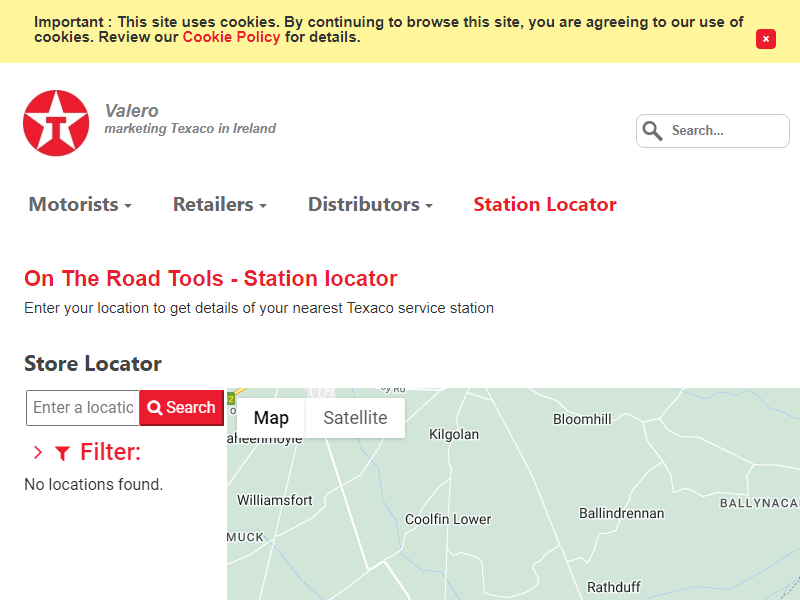 Important : This site uses cookies. By continuing to browse this site, you are agreeing to our use of
cookies. Review our Cookie Policy for details.
×
Valero
marketing Texaco in Ireland
T
Search...
Motorists
Retailers
Distributors
Station Locator
On The Road Tools - Station locator
Enter your location to get details of your nearest Texaco service station
Store Locator
Enter a locatio
Search
Filter:
No locations found.
Map
Satellite
Kilgolan
Bloomhill
Williamsfort
Coolfin Lower
Ballindrennan
BALLYNACA
MUCK
Rathduff